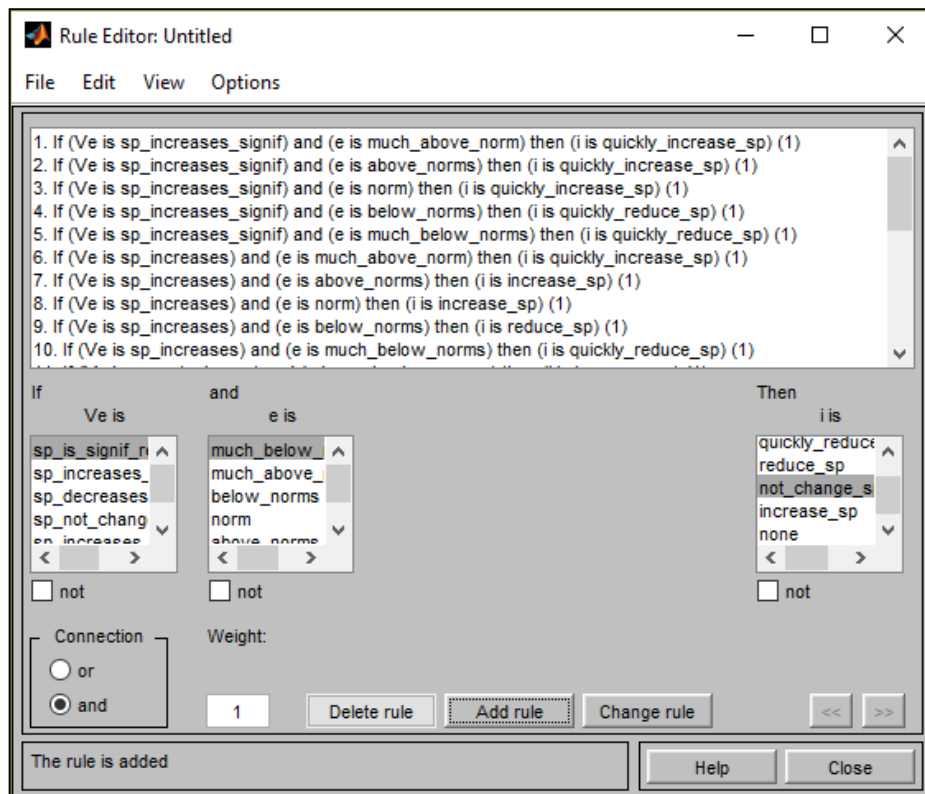 Rule Editor: Untitled
File Edit View Options
1. If (Ve is sp_increases_signif) and (e is much_above_norm) then (i is quickly_increase_sp) (1)
2. If (Ve is sp_increases_signif) and (e is above_norms) then (i is quickly_increase_sp) (1)
3. If (Ve is sp_increases_signif) and (e is norm) then (i is quickly_increase_sp) (1)
4. If (Ve is sp_increases_signif) and (e is below_norms) then (i is quickly_reduce_sp) (1)
5. If (Ve is sp_increases_signif) and (e is much_below_norms) then (i is quickly_reduce_sp) (1)
6. If (Ve is sp_increases) and (e is much_above_norm) then (i is quickly_increase_sp) (1)
7. If (Ve is sp_increases) and (e is above_norms) then (i is increase_sp) (1)
8. If (Ve is sp_increases) and (e is norm) then (i is increase_sp) (1)
9. If (Ve is sp_increases) and (e is below_norms) then (i is reduce_sp) (1)
10. If (Ve is sp_increases) and (e is much_below_norms) then (i is quickly_reduce_sp) (1)
If and Then
Ve is e is i is
sp_is_signif_r
sp_increases_
sp_decreases
sp_not_chang
sp_increases
much_below_
much_above_
below_norms
norm
above_norms
quickly_reduce
reduce_sp
not_change_s
increase_sp
none
not not not
Connection
or
and
Weight:
1
Delete rule Add rule Change rule << >>
The rule is added
Help Close